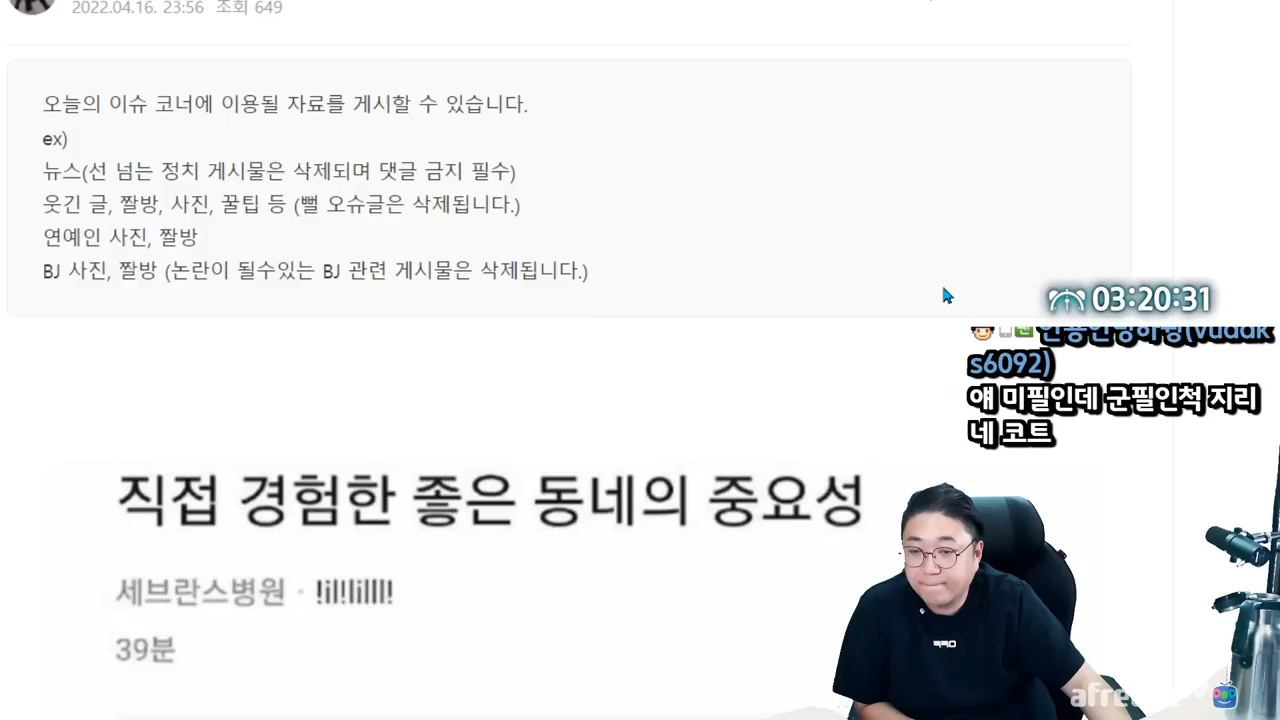 2022.04.16. 23:56 조회 649
오늘의 이슈 코너에 이용될 자료를 게시할 수 있습니다.
ex)
뉴스(선 넘는 정치 게시물은 삭제되며 댓글 금지 필수)
웃긴 글, 짤방, 사진, 꿀팁 등 (뻘 오슈글은 삭제됩니다.)
연예인 사진, 짤방
BJ 사진, 짤방 (논란이 될수있는 BJ 관련 게시물은 삭제됩니다.)
03:20:31
s6092)
얘 미필인데 군필인척 지리
네 코트
직접 경험한 좋은 동네의 중요성
세브란스병원 · !il!lilll!
39분